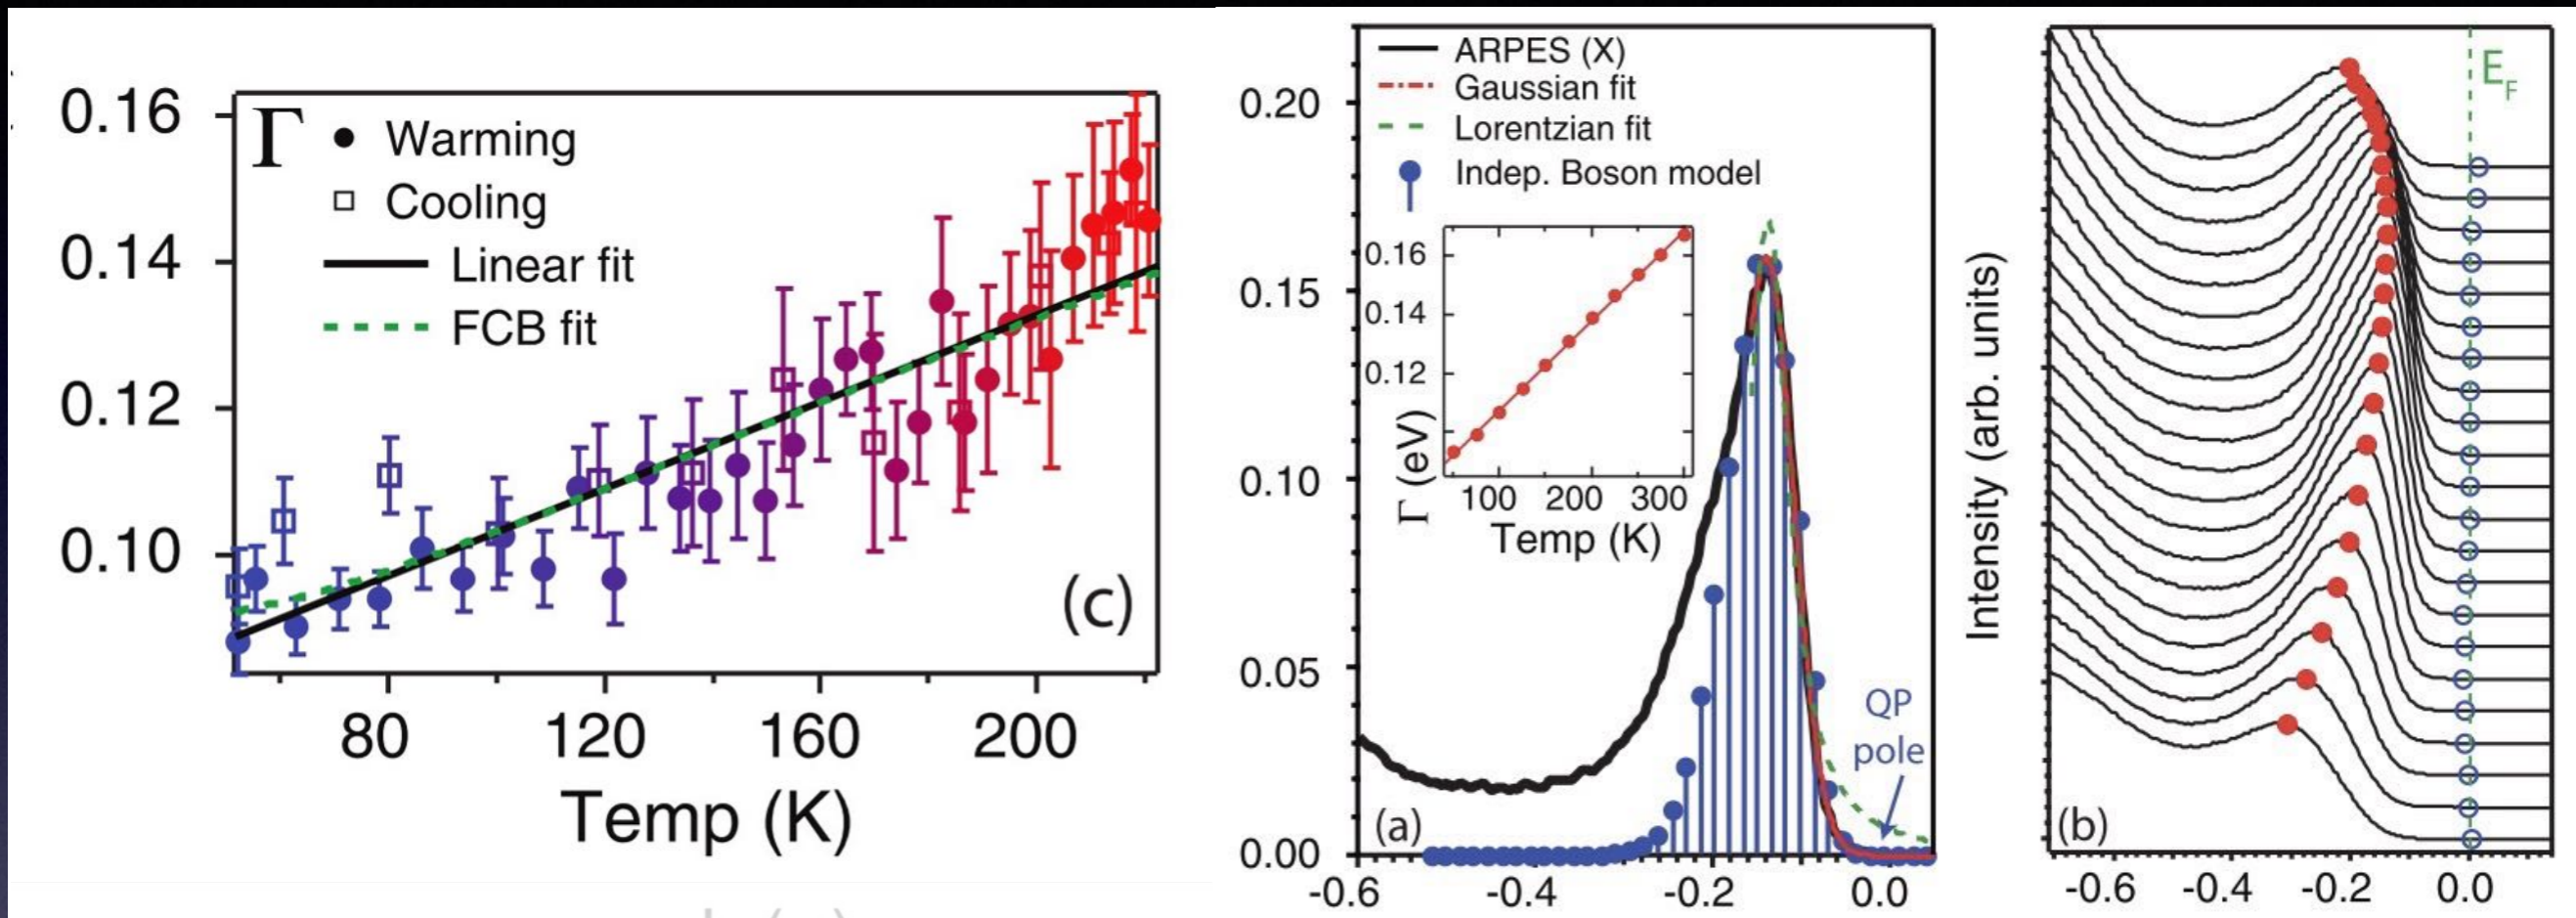 Γ
Warming
Cooling
Linear fit
FCB fit
0.16
0.14
0.12
0.10
(c)
80 120 160 200
Temp (K)
ARPES (X)
Gaussian fit
Lorentzian fit
Indep. Boson model
0.20
0.15
0.10
0.05
0.00
0.16
0.14
0.12
Γ (eV)
100 200 300
Temp (K)
QP
pole
(a)
-0.6 -0.4 -0.2 0.0
Intensity (arb. units)
E_F
(b)
-0.6 -0.4 -0.2 0.0